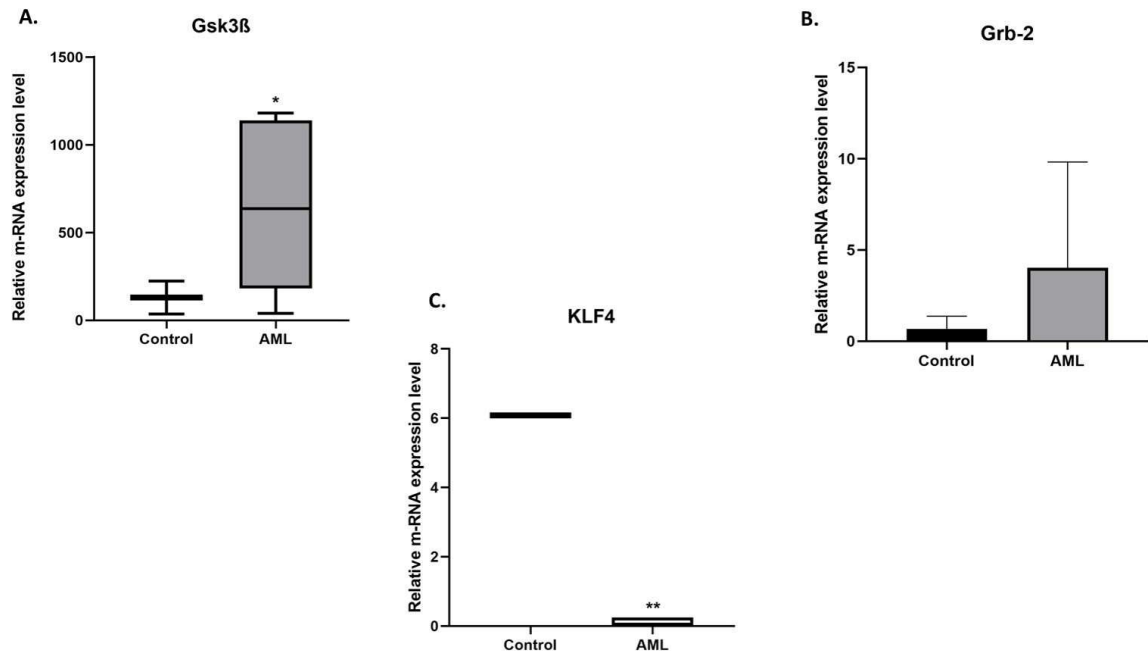 A.
Gsk3ß
Relative m-RNA expression level
1500
1000
500
0
*
Control
AML
B.
Grb-2
Relative m-RNA expression level
15
10
5
0
Control
AML
C.
KLF4
Relative m-RNA expression level
8
6
4
2
0
**
Control
AML